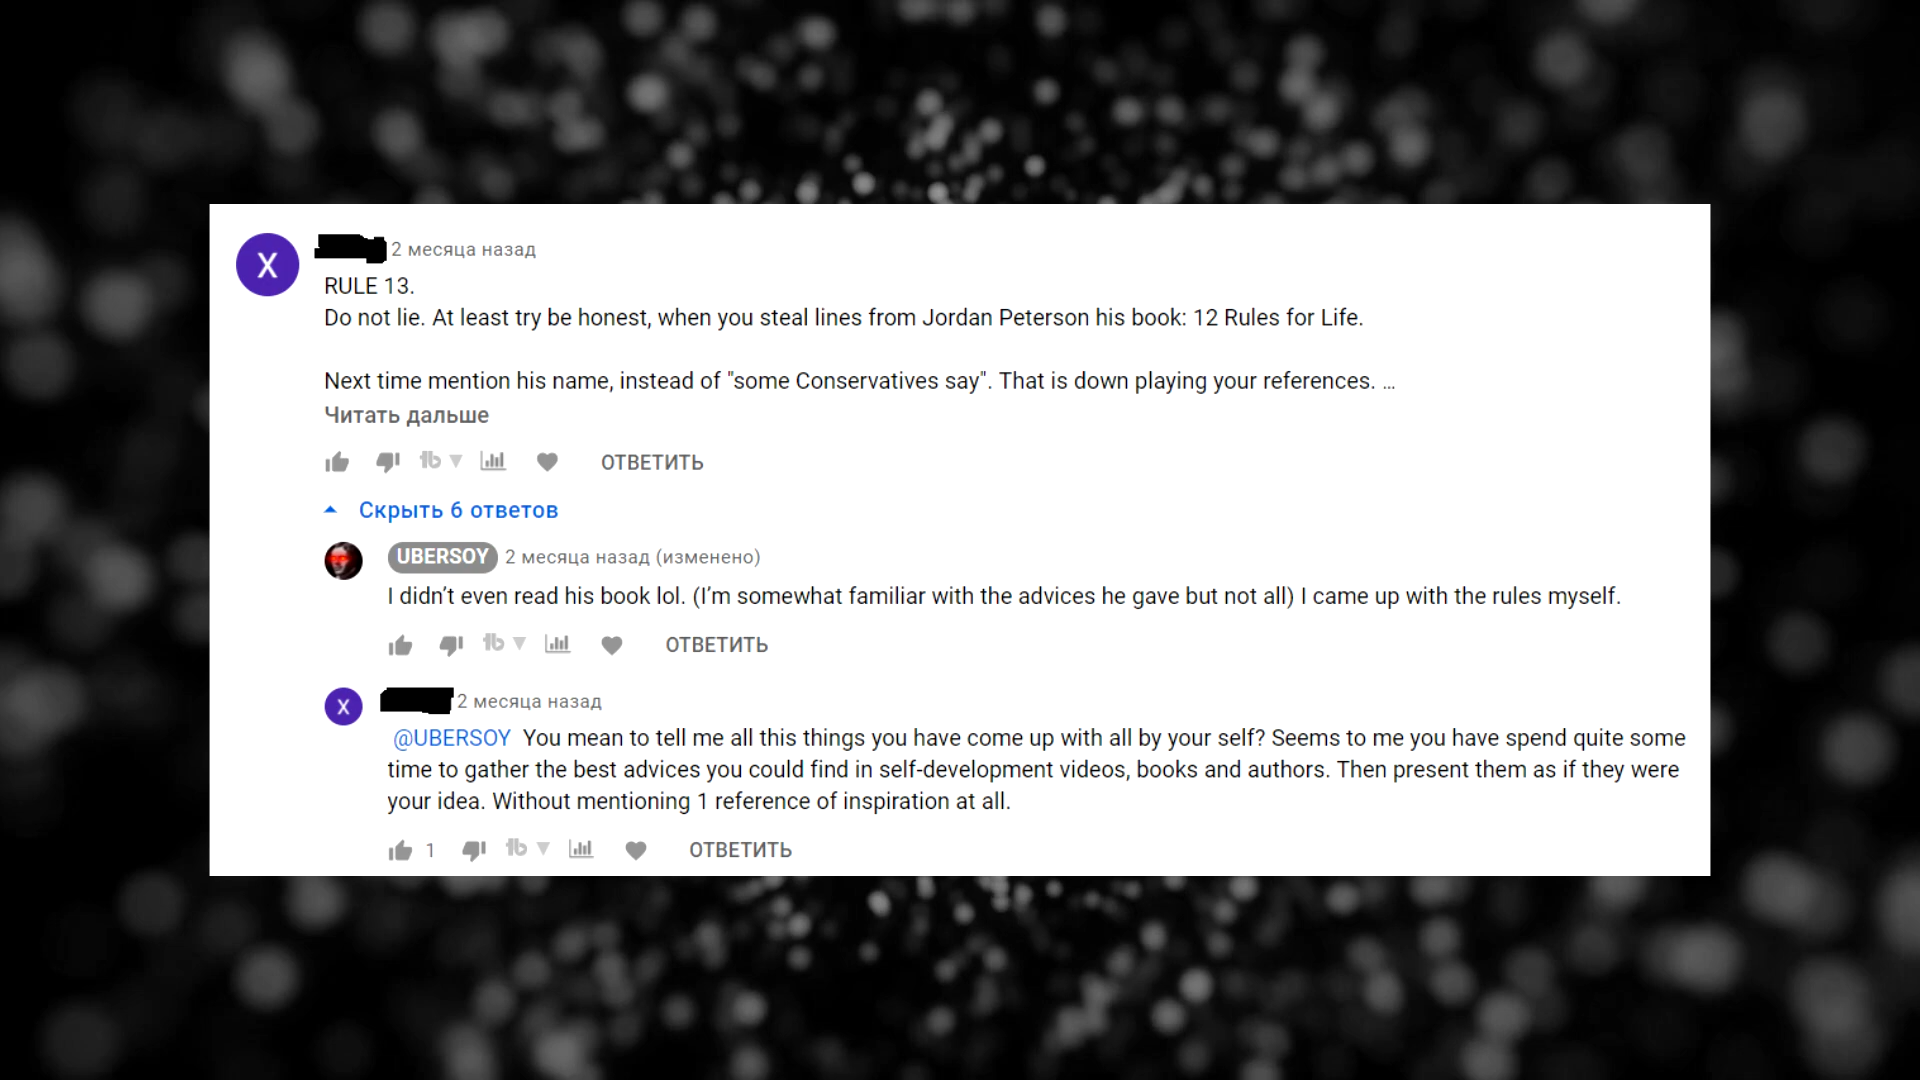 X
2 месяца назад
RULE 13.
Do not lie. At least try be honest, when you steal lines from Jordan Peterson his book: 12 Rules for Life.
Next time mention his name, instead of "some Conservatives say". That is down playing your references. ...
Читать дальше
ОТВЕТИТЬ
Скрыть 6 ответов
UBERSOY 2 месяца назад (изменено)
I didn’t even read his book lol. (I’m somewhat familiar with the advices he gave but not all) I came up with the rules myself.
ОТВЕТИТЬ
X
2 месяца назад
@UBERSOY You mean to tell me all this things you have come up with all by your self? Seems to me you have spend quite some
time to gather the best advices you could find in self-development videos, books and authors. Then present them as if they were
your idea. Without mentioning 1 reference of inspiration at all.
1 ОТВЕТИТЬ